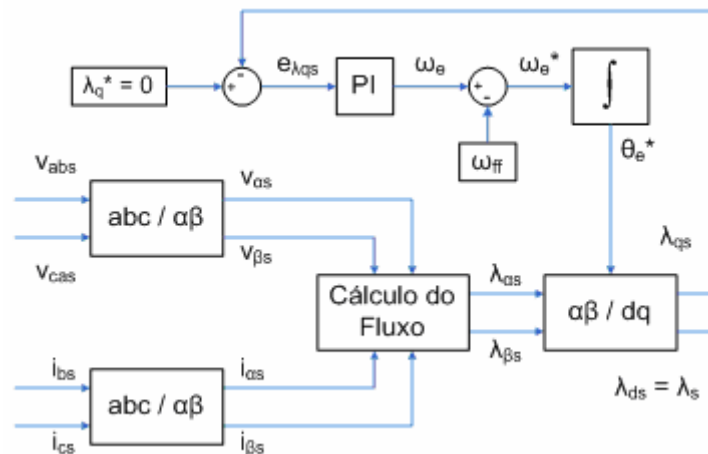 λq* = 0
+
-
eλqs
PI
ωe
+
-
ωe*
∫
ωff
θe*
vabs
vcas
abc / αβ
vαs
vβs
λqs
Cálculo do
Fluxo
λαs
λβs
αβ / dq
λds = λs
ibs
ics
abc / αβ
iαs
iβs